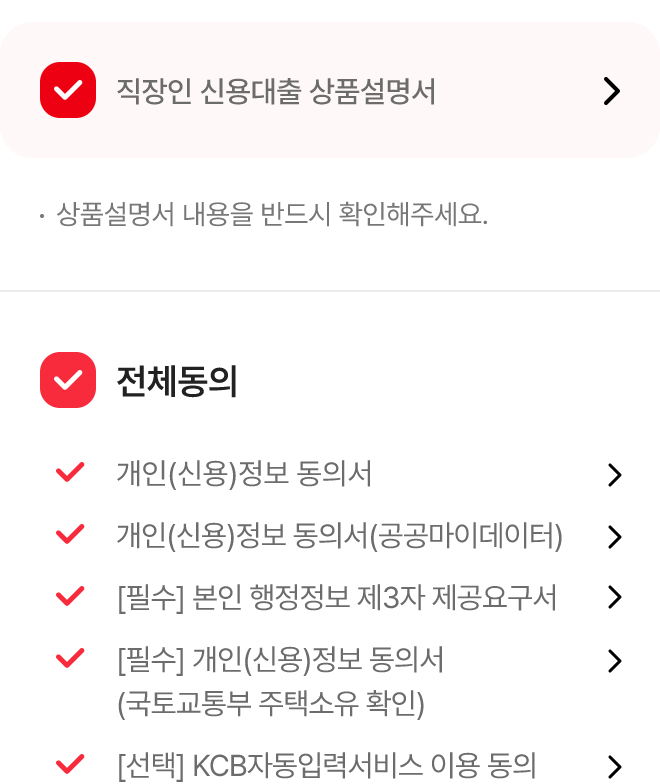 직장인 신용대출 상품설명서
· 상품설명서 내용을 반드시 확인해주세요.
전체동의
개인(신용)정보 동의서
개인(신용)정보 동의서(공공마이데이터)
[필수] 본인 행정정보 제3자 제공요구서
[필수] 개인(신용)정보 동의서
(국토교통부 주택소유 확인)
[선택] KCB자동입력서비스 이용 동의